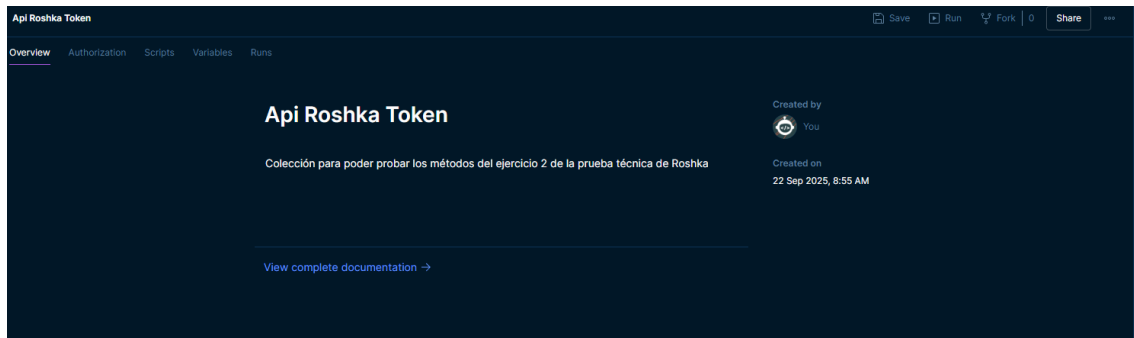 Api Roshka Token
Save Run Fork 0 Share
Overview Authorization Scripts Variables Runs
Api Roshka Token
Colección para poder probar los métodos del ejercicio 2 de la prueba técnica de Roshka
View complete documentation →
Created by
You
Created on
22 Sep 2025, 8:55 AM